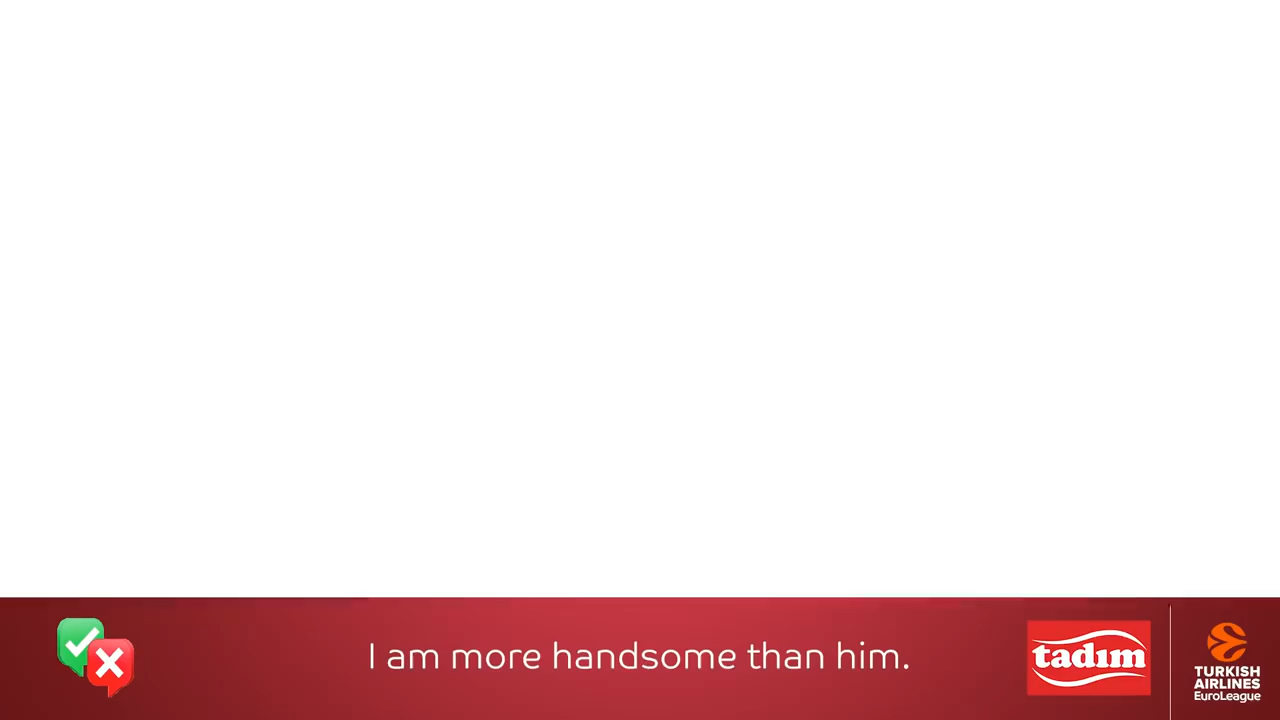 I am more handsome than him.
tadım
TURKISH
AIRLINES
EuroLeague